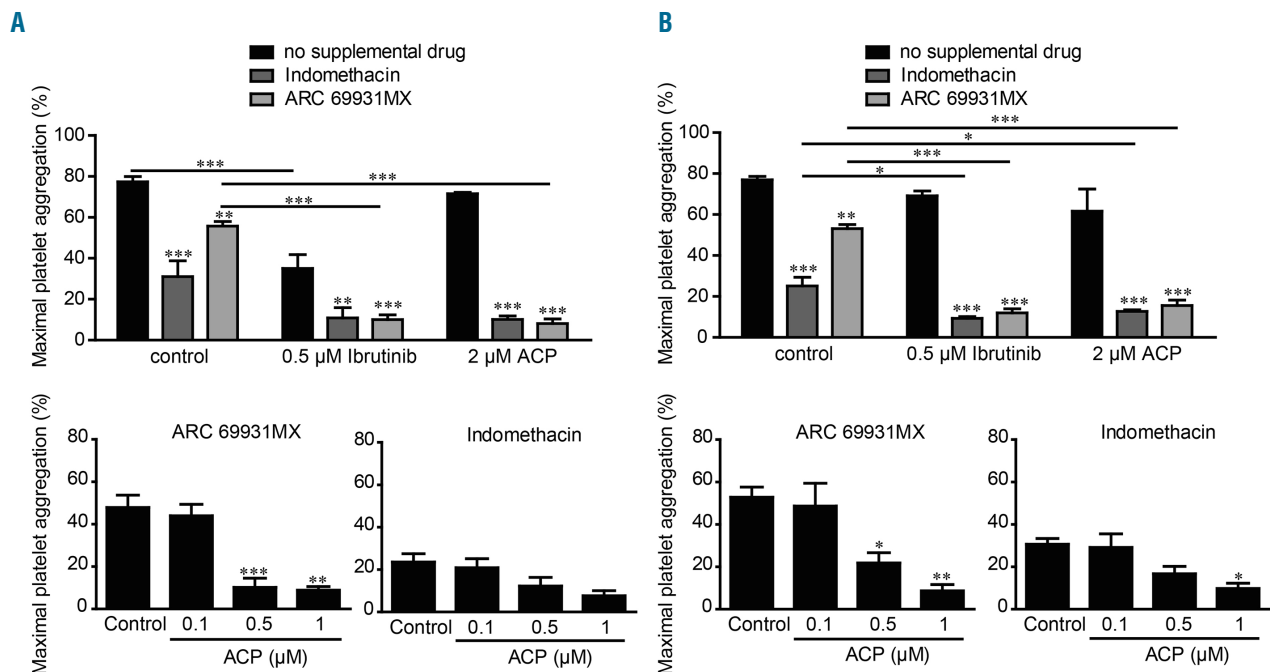 A
no supplemental drug
Indomethacin
ARC 69931MX
Maximal platelet aggregation (%)
100
80
60
40
20
0
***
***
***
***
**
**
***
***
***
control
0.5 µM Ibrutinib
2 µM ACP
Maximal platelet aggregation (%)
ARC 69931MX
80
60
40
20
0
***
**
Control
0.1
0.5
1
ACP (µM)
Indomethacin
80
60
40
20
0
Control
0.1
0.5
1
ACP (µM)
B
no supplemental drug
Indomethacin
ARC 69931MX
Maximal platelet aggregation (%)
100
80
60
40
20
0
***
*
***
*
***
**
***
***
***
***
control
0.5 µM Ibrutinib
2 µM ACP
Maximal platelet aggregation (%)
ARC 69931MX
80
60
40
20
0
*
**
Control
0.1
0.5
1
ACP (µM)
Indomethacin
80
60
40
20
0
*
Control
0.1
0.5
1
ACP (µM)